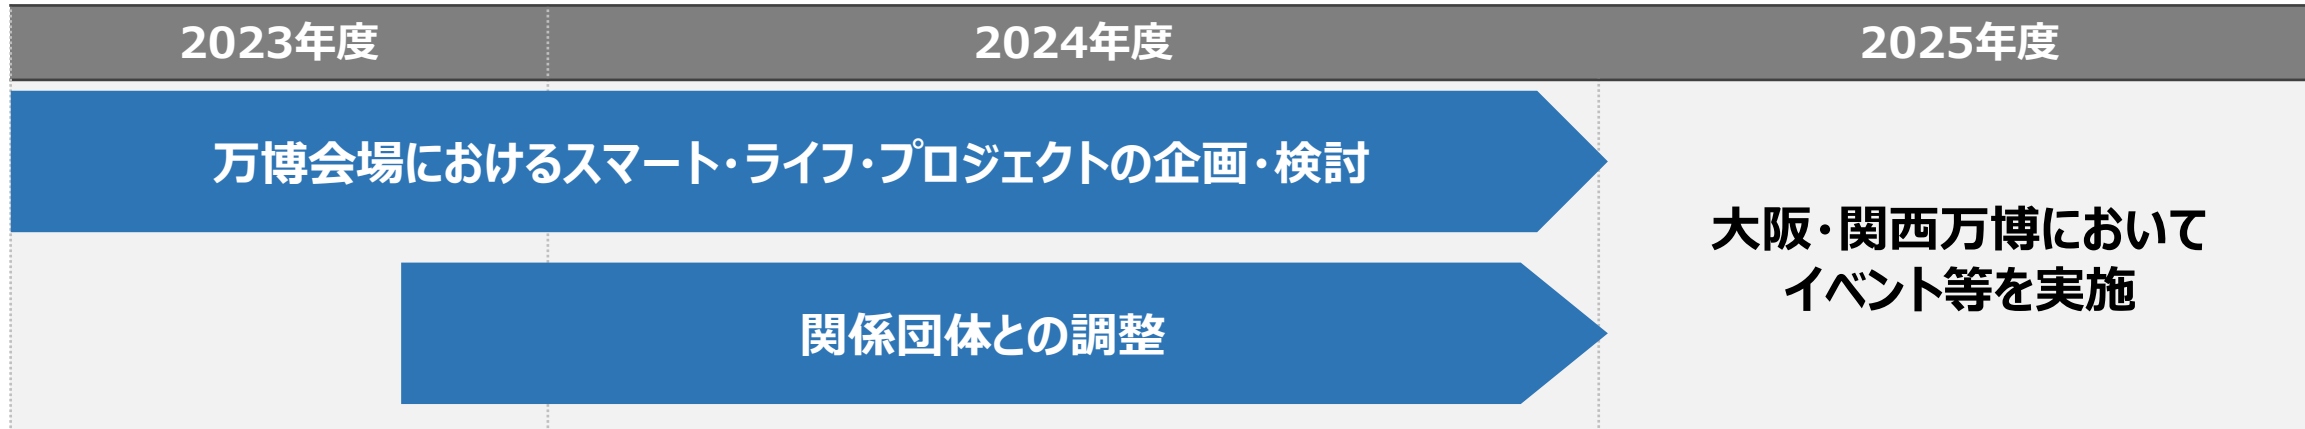 2023年度
2024年度
2025年度
万博会場におけるスマート・ライフ・プロジェクトの企画・検討
関係団体との調整
大阪・関西万博において
イベント等を実施